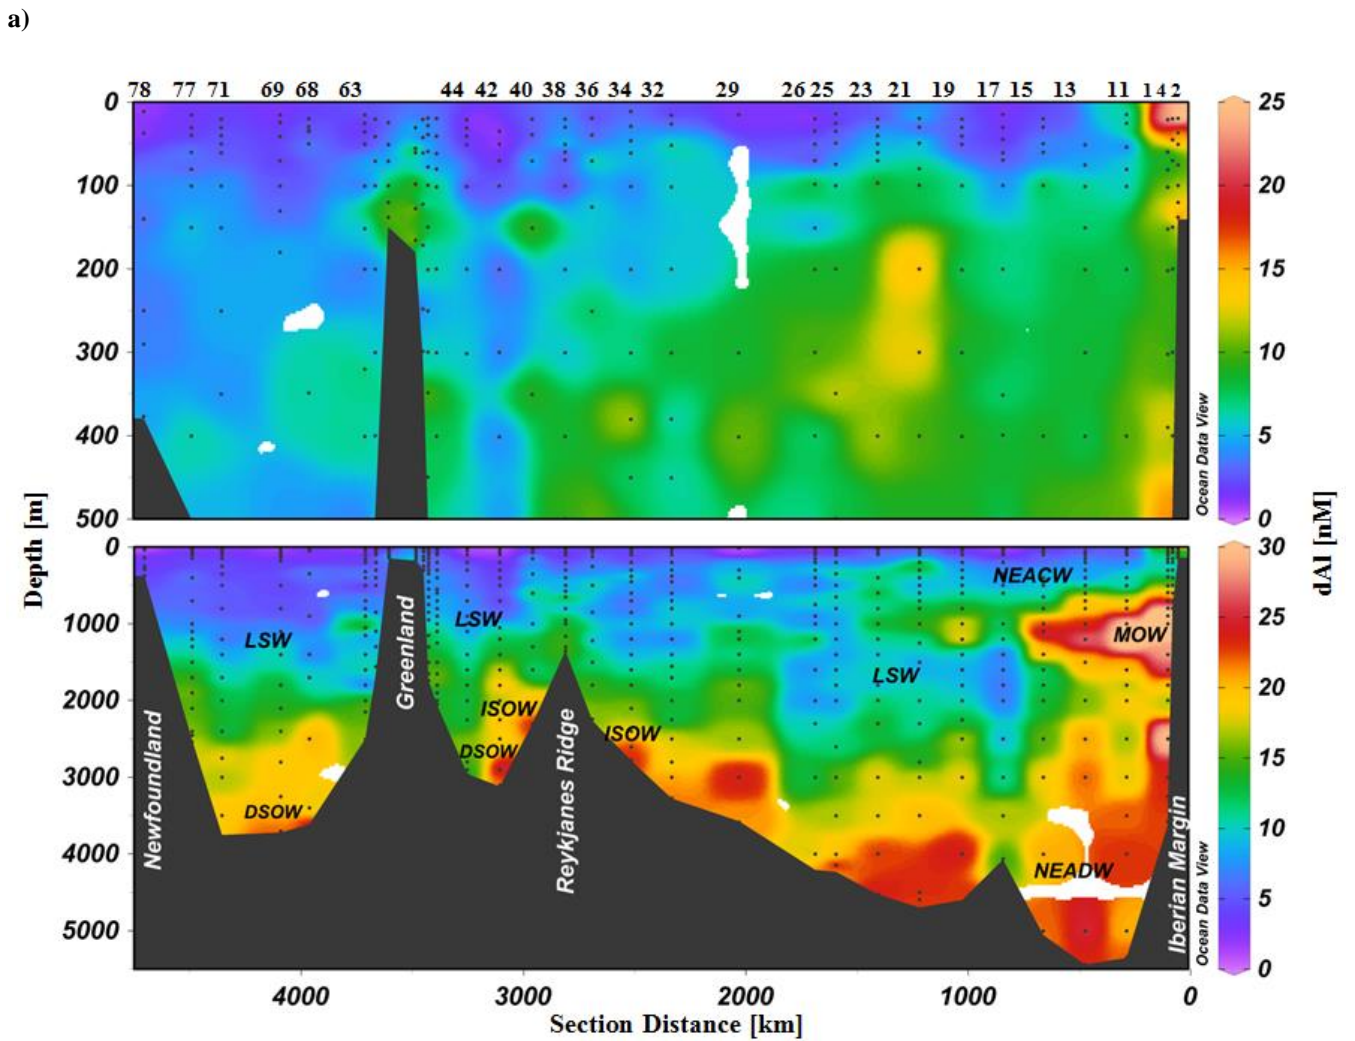 a)
78 77 71 69 68 63 44 42 40 38 36 34 32 29 26 25 23 21 19 17 15 13 11 1 4 2
0
100
200
300
400
500
25
20
15
10
5
0
Ocean Data View
Depth [m]
dAl [nM]
0
1000
2000
3000
4000
5000
30
25
20
15
10
5
0
NEACW
LSW
LSW
MOW
LSW
ISOW
ISOW
DSOW
DSOW
NEADW
Newfoundland
Greenland
Reykjanes Ridge
Iberian Margin
Ocean Data View
4000 3000 2000 1000 0
Section Distance [km]